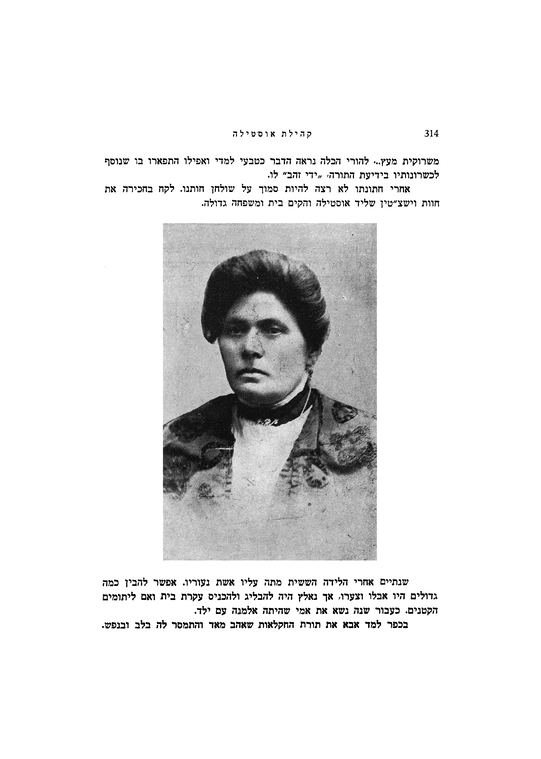 314 קהילת אוסטילה
משרוקית מעץ... להורי הכלה נראה הדבר כטבעי למדי ואפילו התפארו בו שנוסף
לכשרונותיו בידיעת התורה, „ידי זהב” לו.
אחרי חתונתו לא רצה להיות סמוך על שולחן חותנו. לקח בחכירה את
חוות וישצ״טין שליד אוסטילה והקים בית ומשפחה גדולה.
שנתיים אחרי הלידה הששית מתה עליו אשת נעוריו. אפשר להבין כמה
גדולים היו אבלו וצערו, אך נאלץ היה להבליג ולהכניס עקרת בית ואם ליתומים
הקטנים. כעבור שנה נשא את אמי שהיתה אלמנה עם ילד.
בכפר למד אבא את תורת החקלאות שאהב מאד והתמסר לה בלב ובנפש.